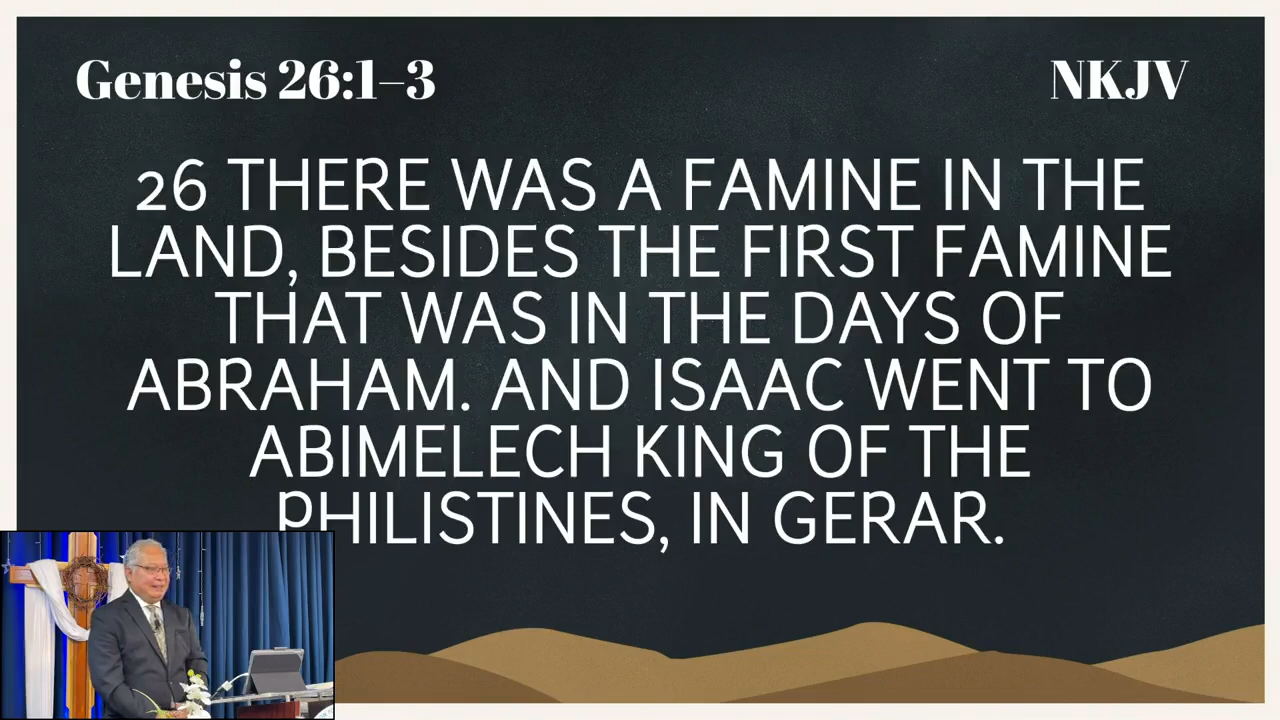 Genesis 26:1–3
NKJV
26 THERE WAS A FAMINE IN THE
LAND, BESIDES THE FIRST FAMINE
THAT WAS IN THE DAYS OF
ABRAHAM. AND ISAAC WENT TO
ABIMELECH KING OF THE
PHILISTINES, IN GERAR.